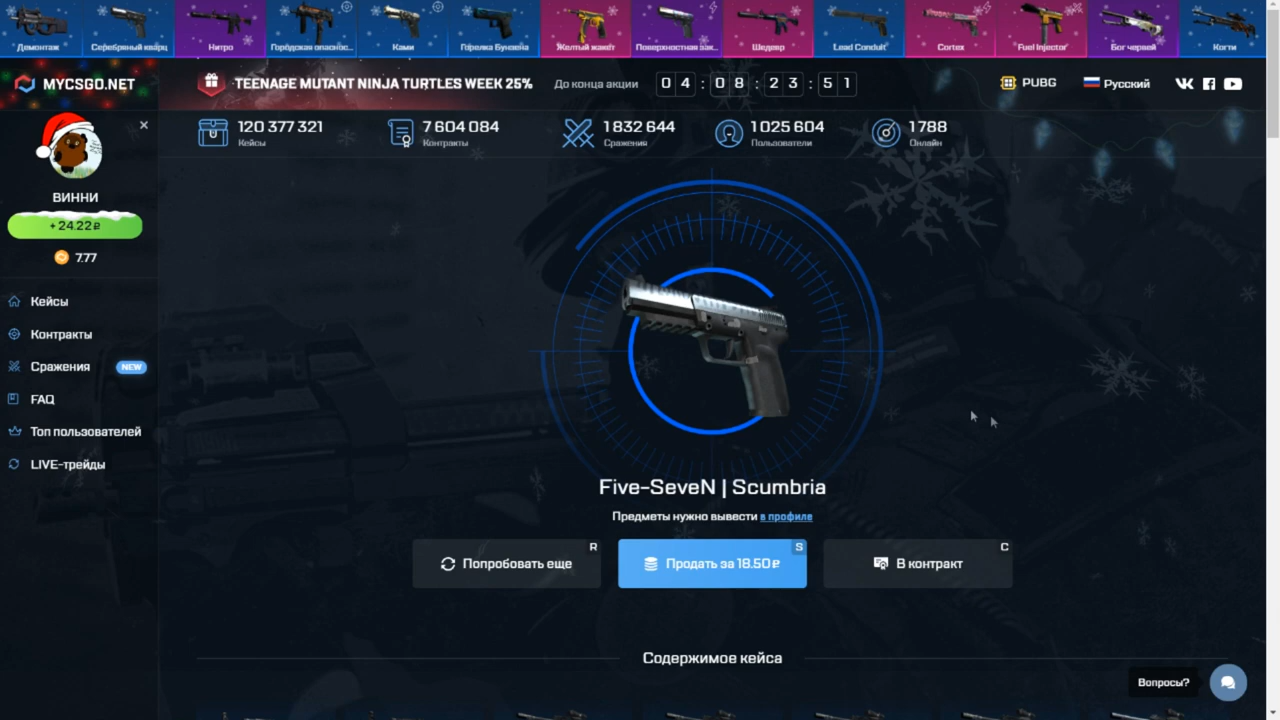 Демонтаж
Серебряный кварц
Нитро
Городская опаснос...
Ками
Горелка Бунзена
Желтый жакет
Поверхностная зак...
Шедевр
Lead Conduit
Cortex
Fuel Injector
Бог червей
Когти
MYCSGO.NET
TEENAGE MUTANT NINJA TURTLES WEEK 25%
До конца акции
04:08:23:51
PUBG
Русский
120 377 321
Кейсы
7 604 084
Контракты
1 832 644
Сражения
1 025 604
Пользователи
1 788
Онлайн
ВИННИ
+ 24.22₽
7.77
Кейсы
Контракты
Сражения
NEW
FAQ
Топ пользователей
LIVE-трейды
Five-SeveN | Scumbria
Предметы нужно вывести в профиле
Попробовать еще
R
Продать за 18.50₽
S
В контракт
C
Содержимое кейса
Вопросы?